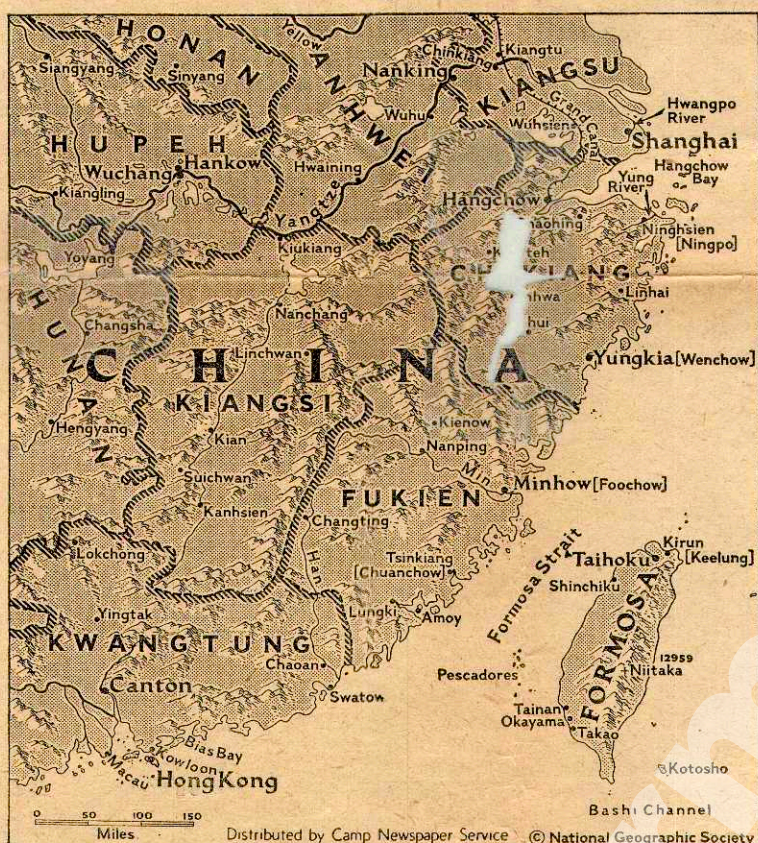 HONAN
Yellow
ANHWEI
Chinkiang
Kiangtu
Siangyang
Sinyang
Nanking
KIANGSU
Grand Canal
Hwangpo
River
Wuhu
Wuhsien
Shanghai
HUPEH
Hankow
Wuchang
Hwaining
Hangchow
Bay
Yung
River
Kiangling
Yangtze
Hangchow
Ninghsien
[Ningpo]
Kiukiang
Yoyang
Linhai
HUNAN
Nanchang
Changsha
CHINA
Linchwan
Yungkia [Wenchow]
KIANGSI
Hengyang
Kian
Kienow
Nanping
Min
Suichwan
Minhow [Foochow]
FUKIEN
Kanhsien
Changting
Lokchong
Han
Tsinkiang
[Chuanchow]
Formosa Strait
Kirun
[Keelung]
Taihoku
Shinchiku
Yingtak
Lungki
Amoy
KWANGTUNG
Chaoan
FORMOSA
12959
Niitaka
Pescadores
Canton
Swatow
Tainan
Okayama
Takao
Bias Bay
Kowloon
Macau
Hong Kong
Kotosho
Bashi Channel
0 50 100 150
Miles
Distributed by Camp Newspaper Service © National Geographic Society